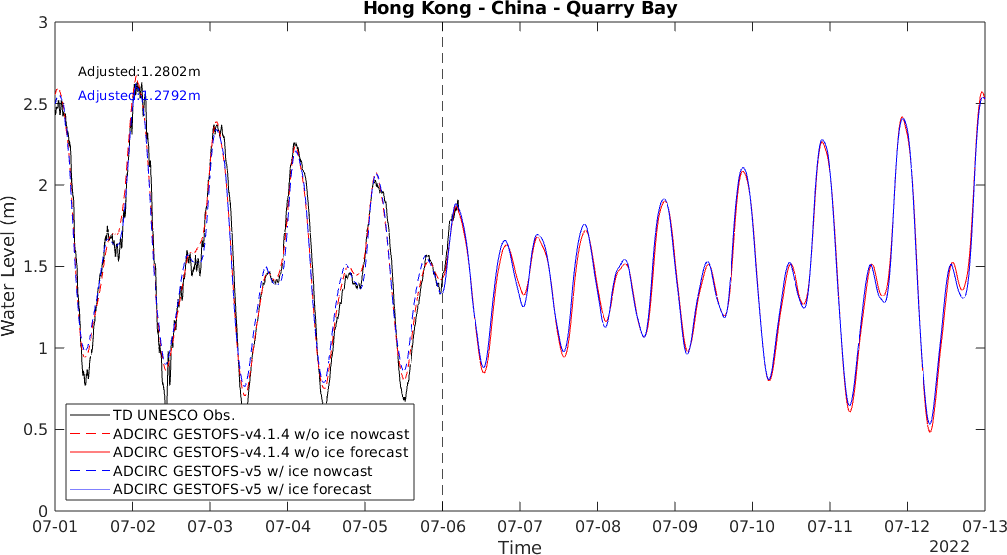 Hong Kong - China - Quarry Bay
3
Adjusted:1.2802m
Adjusted:1.2792m
2.5
2
1.5
1
0.5
0
Water Level (m)
TD UNESCO Obs.
ADCIRC GESTOFS-v4.1.4 w/o ice nowcast
ADCIRC GESTOFS-v4.1.4 w/o ice forecast
ADCIRC GESTOFS-v5 w/ ice nowcast
ADCIRC GESTOFS-v5 w/ ice forecast
07-01 07-02 07-03 07-04 07-05 07-06 07-07 07-08 07-09 07-10 07-11 07-12 07-13
Time
2022